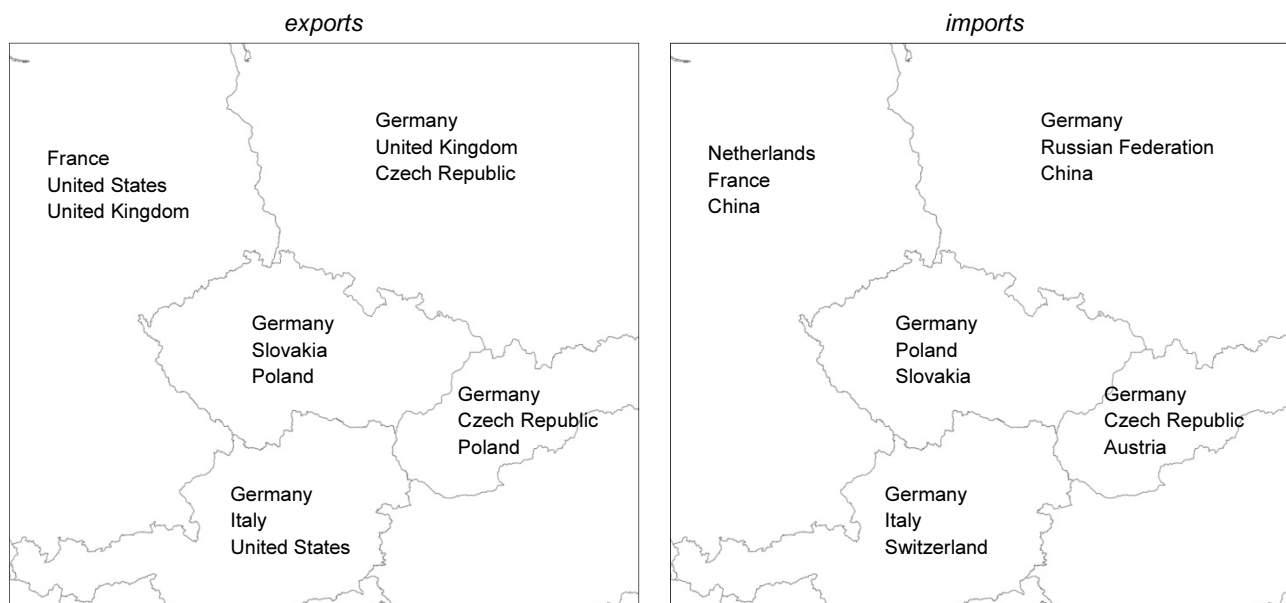 exports
France
United States
United Kingdom
Germany
United Kingdom
Czech Republic
Germany
Slovakia
Poland
Germany
Czech Republic
Poland
Germany
Italy
United States
imports
Netherlands
France
China
Germany
Russian Federation
China
Germany
Poland
Slovakia
Germany
Czech Republic
Austria
Germany
Italy
Switzerland